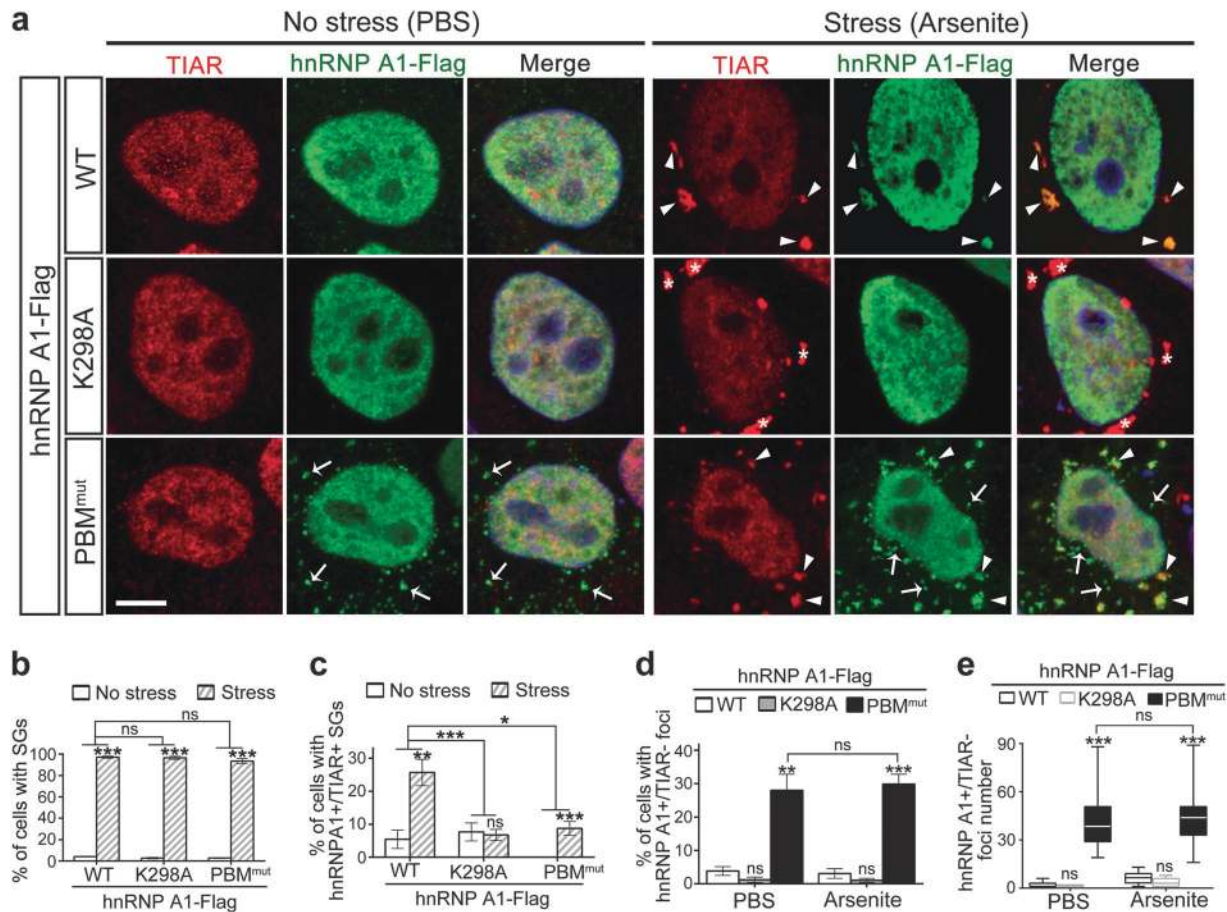 a
No stress (PBS)
Stress (Arsenite)
TIAR
hnRNP A1-Flag
Merge
TIAR
hnRNP A1-Flag
Merge
hnRNP A1-Flag
WT
K298A
PBMmut
* * * *
* * * *
b
No stress
Stress
ns
ns
***
***
***
% of cells with SGs
100
80
60
40
20
0
WT
K298A
PBMmut
hnRNP A1-Flag
c
No stress
Stress
*
***
**
ns
***
% of cells with
hnRNPA1+/TIAR+ SGs
40
30
20
10
0
WT
K298A
PBMmut
hnRNP A1-Flag
d
hnRNP A1-Flag
WT
K298A
PBMmut
ns
**
***
ns
ns
% of cells with
hnRNP A1+/TIAR- foci
40
30
20
10
0
PBS
Arsenite
e
hnRNP A1-Flag
WT
K298A
PBMmut
ns
***
***
ns
ns
hnRNP A1+/TIAR-
foci number
90
60
30
0
PBS
Arsenite